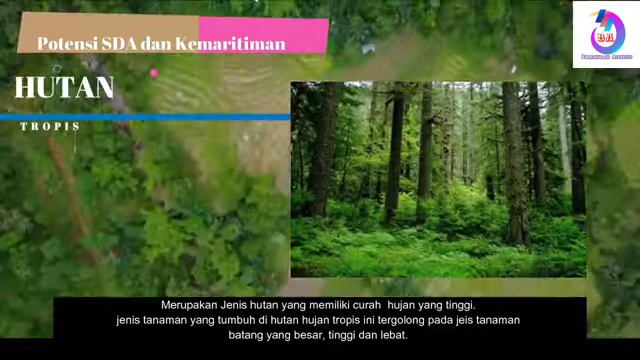 Potensi SDA dan Kemaritiman
HUTAN
TROPIS
BA
Merupakan Jenis hutan yang memiliki curah hujan yang tinggi.
jenis tanaman yang tumbuh di hutan hujan tropis ini tergolong pada jeis tanaman
batang yang besar, tinggi dan lebat.